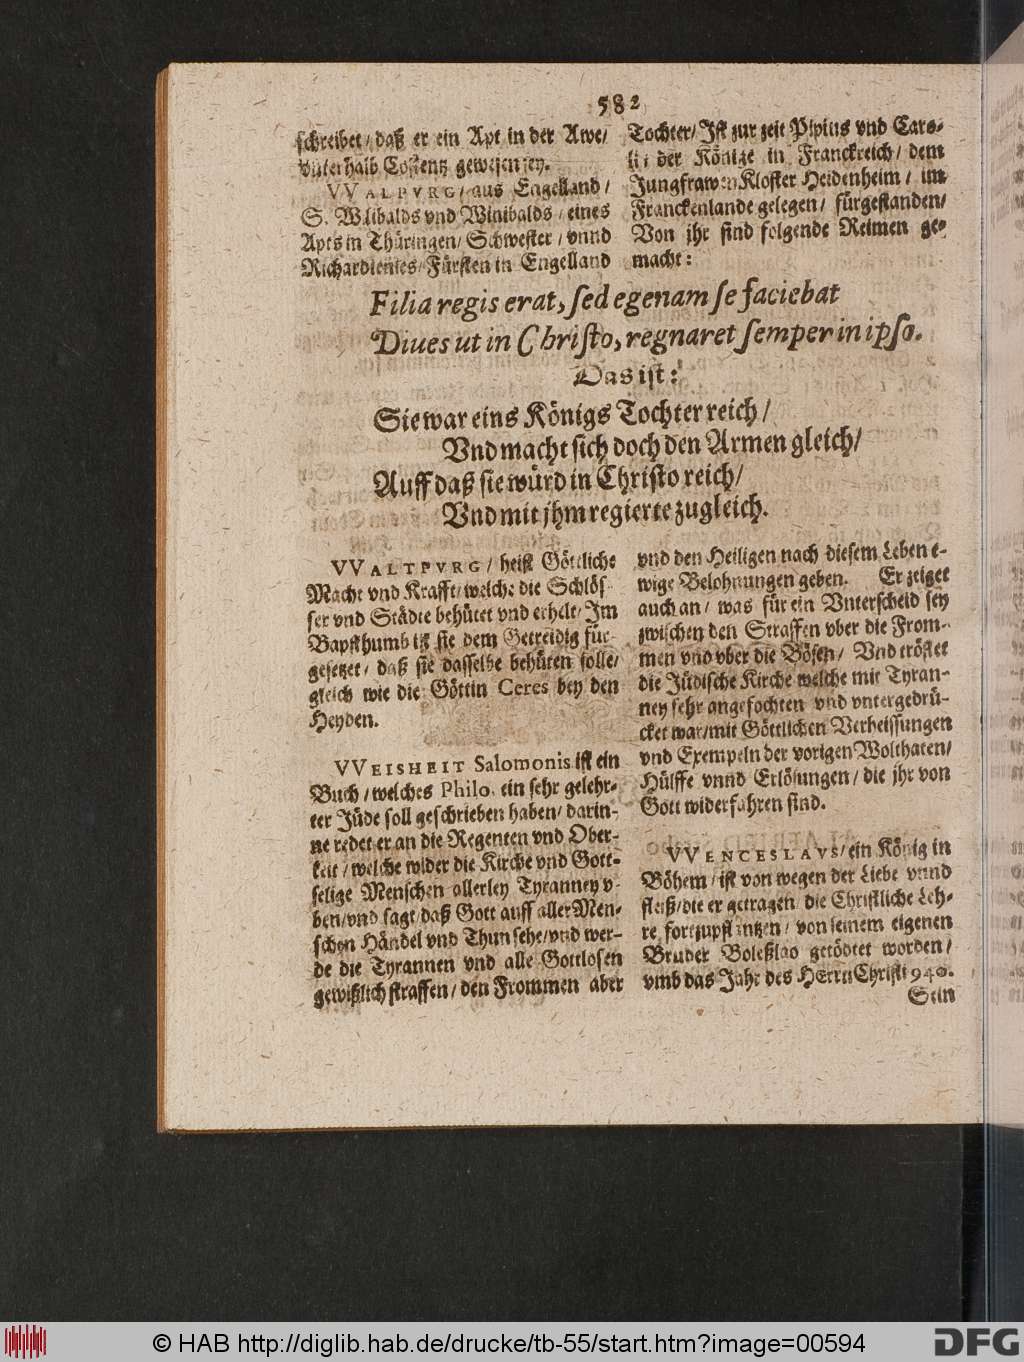 582
schreibet / daß er ein Apt in der Awe /
vnterhalb Costentz gewesen sey.
VValpvrg / aus Engelland /
S. Wilibalds vnd Winibalds / eines
Apts in Thüringen / Schwester / vnnd
Richardientes / Fürsten in Engelland
Tochter / Ist zur zeit Pipius vnd Caro-
li / der Könige in Franckreich / dem
Jungfrawen Kloster Heidenheim / im
Franckenlande gelegen / fürgestanden /
Von jhr sind folgende Reimen ge-
macht:
Filia regis erat, sed egenam se faciebat
Diues ut in Christo, regnaret semper in ipso.
Das ist:
Sie war eins Königs Tochter reich /
Vnd macht sich doch den Armen gleich /
Auff daß sie würd in Christo reich /
Vnd mit jhm regierte zugleich.
VValtpvrg / heist Göttliche
Macht vnd Krafft / welche die Schlös-
ser vnd Städte behütet vnd erhelt / Im
Bapsthumb ist sie dem Getreidig für-
gesetzet / daß sie dasselbe behüten solle /
gleich wie die Göttin Ceres bey den
Heyden.
VVeisheit Salomonis ist ein
Buch / welches Philo, ein sehr gelehr-
ter Jüde soll geschrieben haben / darin-
ne redet er an die Regenten vnd Ober-
keit / welche wider die Kirche vnd Gott-
selige Menschen allerley Tyranney v-
ben / vnd sagt / daß Gott auff aller Men-
schen Händel vnd Thun sehe / vnd wer-
de die Tyrannen vnd alle Gottlosen
gewißlich straffen / den Frommen aber
vnd den Heiligen nach diesem Leben e-
wige Belohnungen geben. Er zeiget
auch an / was für ein Vnterscheid sey
zwischen den Straffen vber die From-
men vnd vber die Bösen / Vnd tröstet
die Jüdische Kirche welche mit Tyran-
ney sehr angefochten vnd vntergedrü-
cket war / mit Göttlichen Verheissungen
vnd Exempeln der vorigen Wolthaten /
Hülffe vnnd Erlösungen / die jhr von
Gott widerfahren sind.
VVenceslavs / ein König in
Böhem / ist von wegen der Liebe vnnd
fleiß / die er getragen die Christliche Leh-
re fortzupflantzen / von seinem eigenen
Bruder Boleßlao getödtet worden /
vmb das Jahr des HErrn Christi 940.
Sein
© HAB http://diglib.hab.de/drucke/tb-55/start.htm?image=00594
DFG